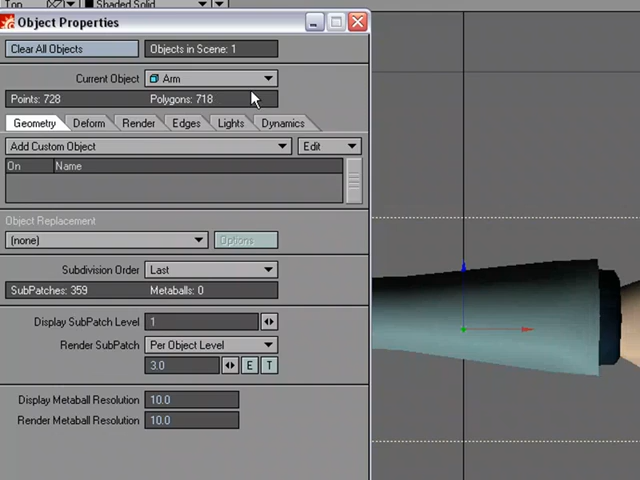 Top Shaded Solid
Object Properties
Clear All Objects Objects in Scene: 1
Current Object Arm
Points: 728 Polygons: 718
Geometry Deform Render Edges Lights Dynamics
Add Custom Object Edit
On Name
Object Replacement
(none) Options
Subdivision Order Last
SubPatches: 359 Metaballs: 0
Display SubPatch Level 1
Render SubPatch Per Object Level
3.0 E T
Display Metaball Resolution 10.0
Render Metaball Resolution 10.0